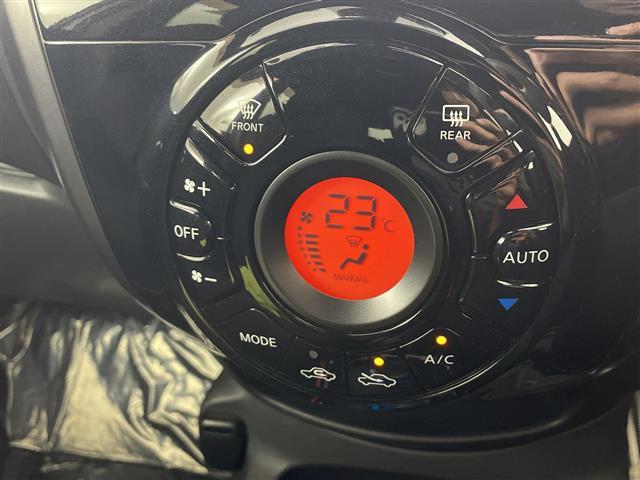 FRONT
REAR
+
OFF
−
23°C
MANUAL
AUTO
MODE
A/C